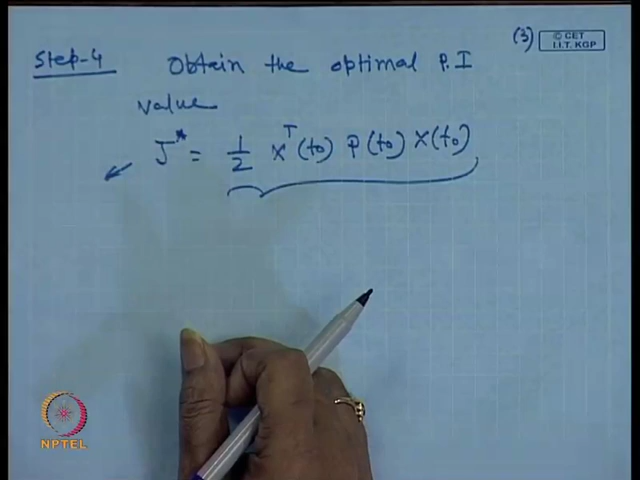 (3) © CET
I.I.T. KGP
Step-4 Obtain the optimal P.I
value
J* = 1/2 X^T(t0) P(t0) X(t0)
NPTEL